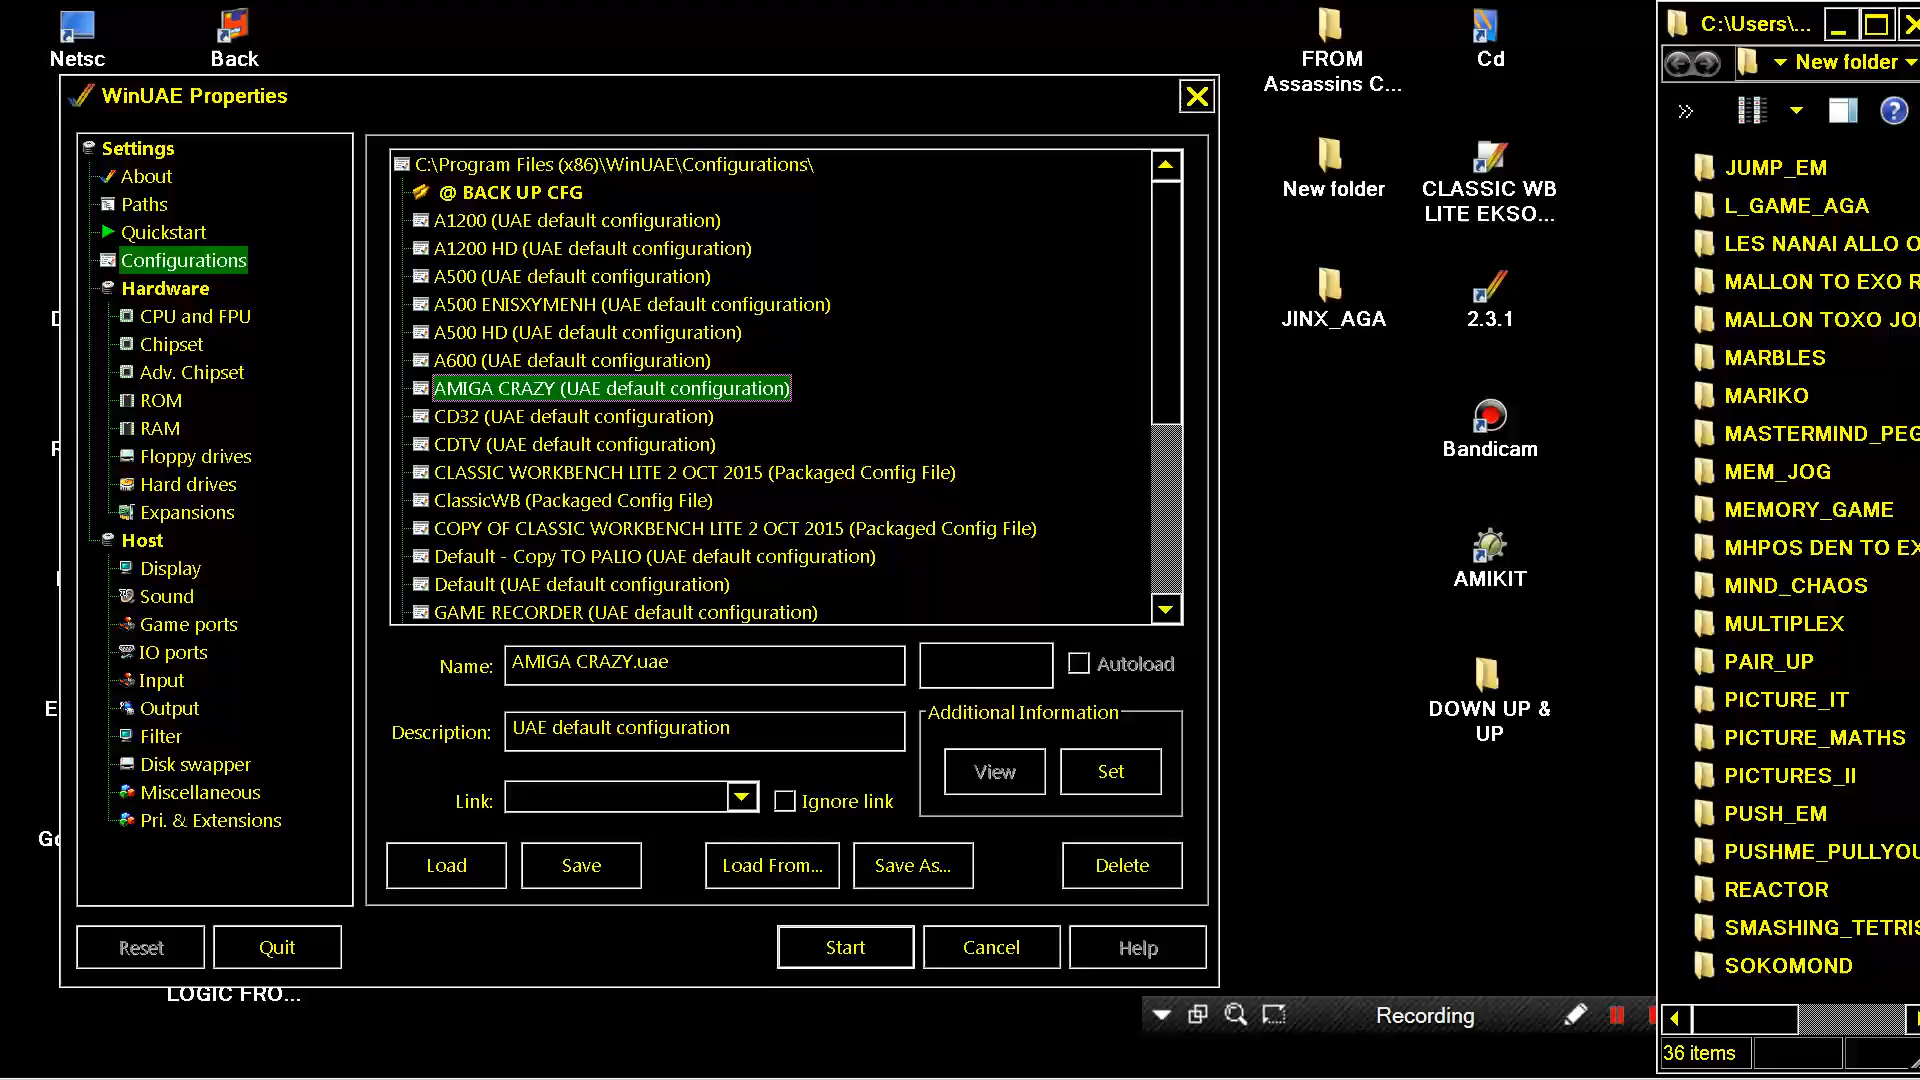 Netsc
Back
FROM
Assassins C...
Cd
New folder
CLASSIC WB
LITE EKSO...
JINX_AGA
2.3.1
Bandicam
AMIKIT
DOWN UP &
UP
LOGIC FRO...
WinUAE Properties
Settings
About
Paths
Quickstart
Configurations
Hardware
CPU and FPU
Chipset
Adv. Chipset
ROM
RAM
Floppy drives
Hard drives
Expansions
Host
Display
Sound
Game ports
IO ports
Input
Output
Filter
Disk swapper
Miscellaneous
Pri. & Extensions
C:\Program Files (x86)\WinUAE\Configurations\
@ BACK UP CFG
A1200 (UAE default configuration)
A1200 HD (UAE default configuration)
A500 (UAE default configuration)
A500 ENISXYMENH (UAE default configuration)
A500 HD (UAE default configuration)
A600 (UAE default configuration)
AMIGA CRAZY (UAE default configuration)
CD32 (UAE default configuration)
CDTV (UAE default configuration)
CLASSIC WORKBENCH LITE 2 OCT 2015 (Packaged Config File)
ClassicWB (Packaged Config File)
COPY OF CLASSIC WORKBENCH LITE 2 OCT 2015 (Packaged Config File)
Default - Copy TO PALIO (UAE default configuration)
Default (UAE default configuration)
GAME RECORDER (UAE default configuration)
Name: AMIGA CRAZY.uae
Autoload
Description: UAE default configuration
Additional Information
View Set
Link:
Ignore link
Load Save Load From... Save As... Delete
Reset Quit Start Cancel Help
Recording
C:\Users\...
New folder
JUMP_EM
L_GAME_AGA
LES NANAI ALLO O
MALLON TO EXO R
MALLON TOXO JO
MARBLES
MARIKO
MASTERMIND_PEG
MEM_JOG
MEMORY_GAME
MHPOS DEN TO EX
MIND_CHAOS
MULTIPLEX
PAIR_UP
PICTURE_IT
PICTURE_MATHS
PICTURES_II
PUSH_EM
PUSHME_PULLYOU
REACTOR
SMASHING_TETRIS
SOKOMOND
36 items